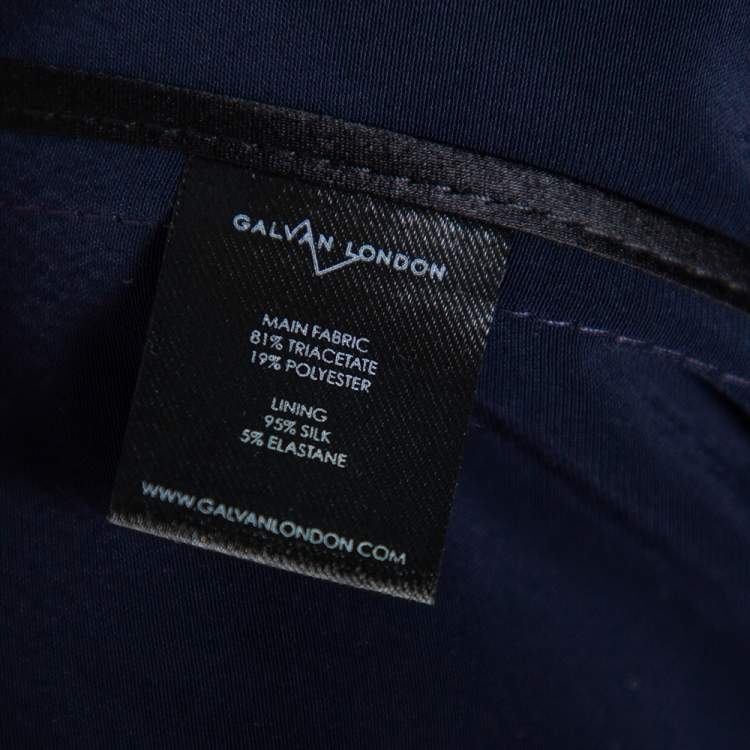 GALVAN LONDON
MAIN FABRIC
81% TRIACETATE
19% POLYESTER
LINING
95% SILK
5% ELASTANE
WWW.GALVANLONDON.COM